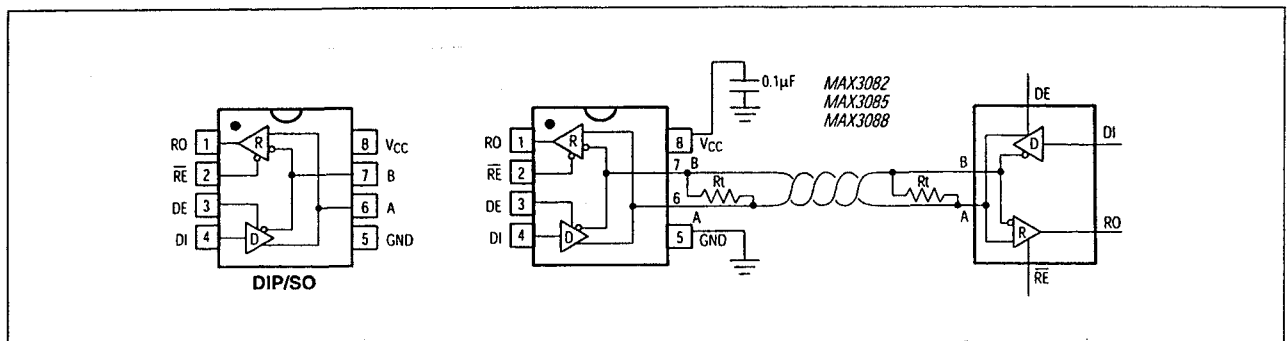 RO 1 R 8 VCC
RE 2 7 B
DE 3 6 A
DI 4 D 5 GND
DIP/SO
0.1µF
MAX3082
MAX3085
MAX3088
RO 1 R 8 VCC
RE 2 7 B
Rt
DE 3 6 A
DI 4 D 5 GND
DE
D DI
B
Rt
A
R RO
RE